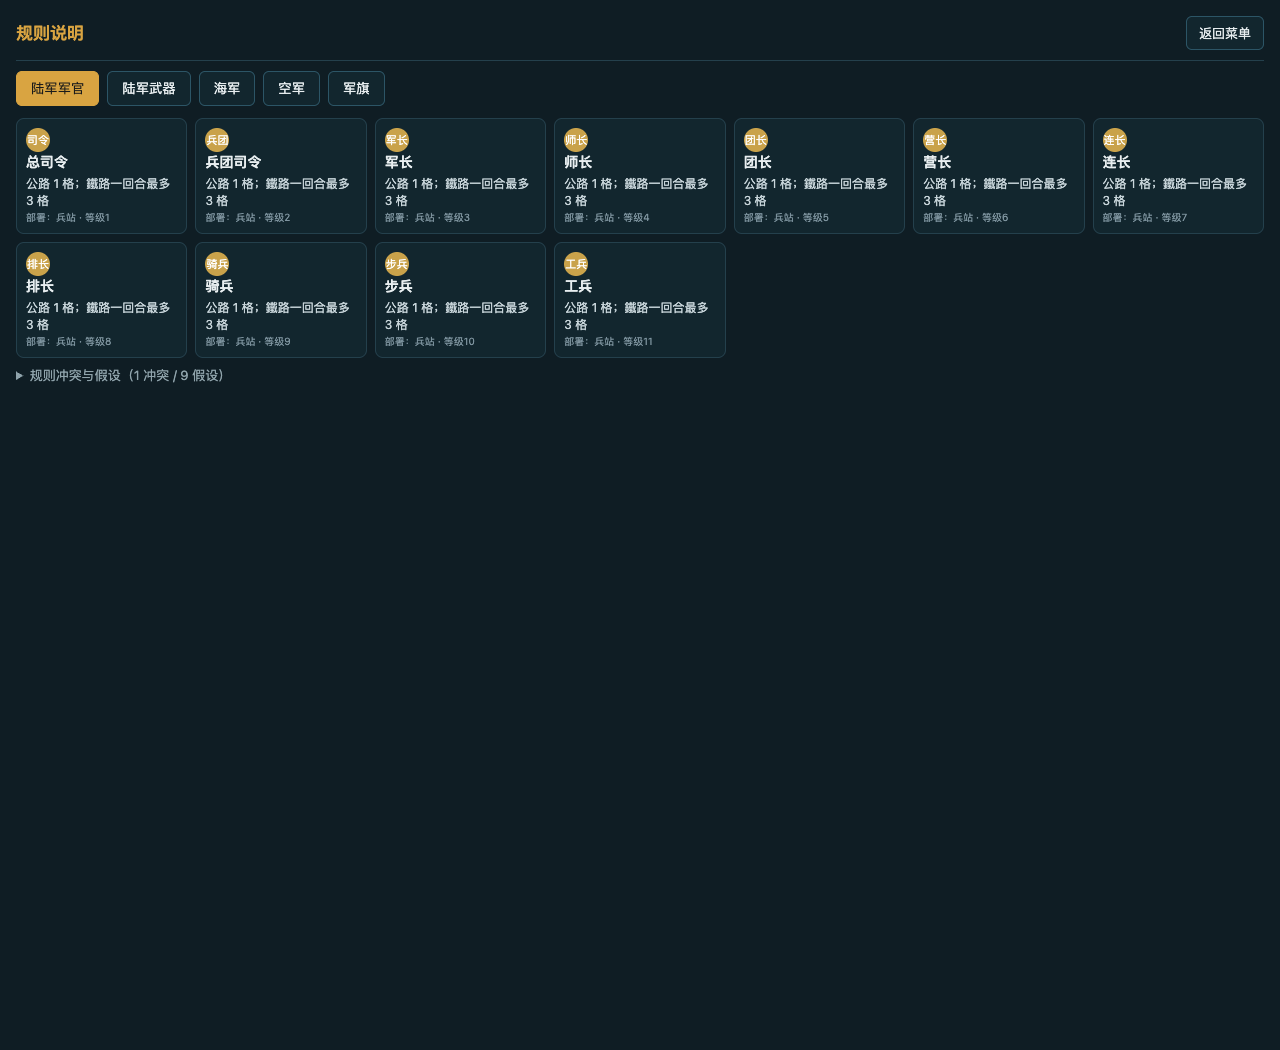 规则说明
返回菜单
陆军军官
陆军武器
海军
空军
军旗
司令
总司令
公路 1 格；鐵路一回合最多
3 格
部署：兵站 · 等级1
兵团
兵团司令
公路 1 格；鐵路一回合最多
3 格
部署：兵站 · 等级2
军长
军长
公路 1 格；鐵路一回合最多
3 格
部署：兵站 · 等级3
师长
师长
公路 1 格；鐵路一回合最多
3 格
部署：兵站 · 等级4
团长
团长
公路 1 格；鐵路一回合最多
3 格
部署：兵站 · 等级5
营长
营长
公路 1 格；鐵路一回合最多
3 格
部署：兵站 · 等级6
连长
连长
公路 1 格；鐵路一回合最多
3 格
部署：兵站 · 等级7
排长
排长
公路 1 格；鐵路一回合最多
3 格
部署：兵站 · 等级8
骑兵
骑兵
公路 1 格；鐵路一回合最多
3 格
部署：兵站 · 等级9
步兵
步兵
公路 1 格；鐵路一回合最多
3 格
部署：兵站 · 等级10
工兵
工兵
公路 1 格；鐵路一回合最多
3 格
部署：兵站 · 等级11
规则冲突与假设（1 冲突 / 9 假设）